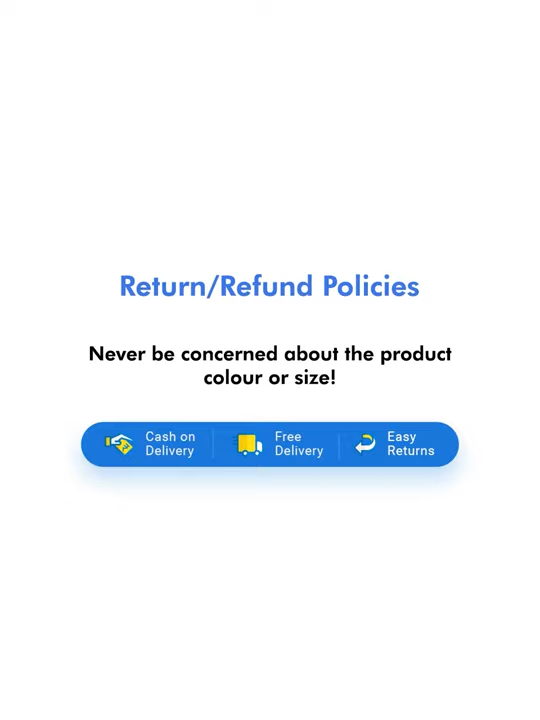 Return/Refund Policies
Never be concerned about the product
colour or size!
Cash on
Delivery
Free
Delivery
Easy
Returns